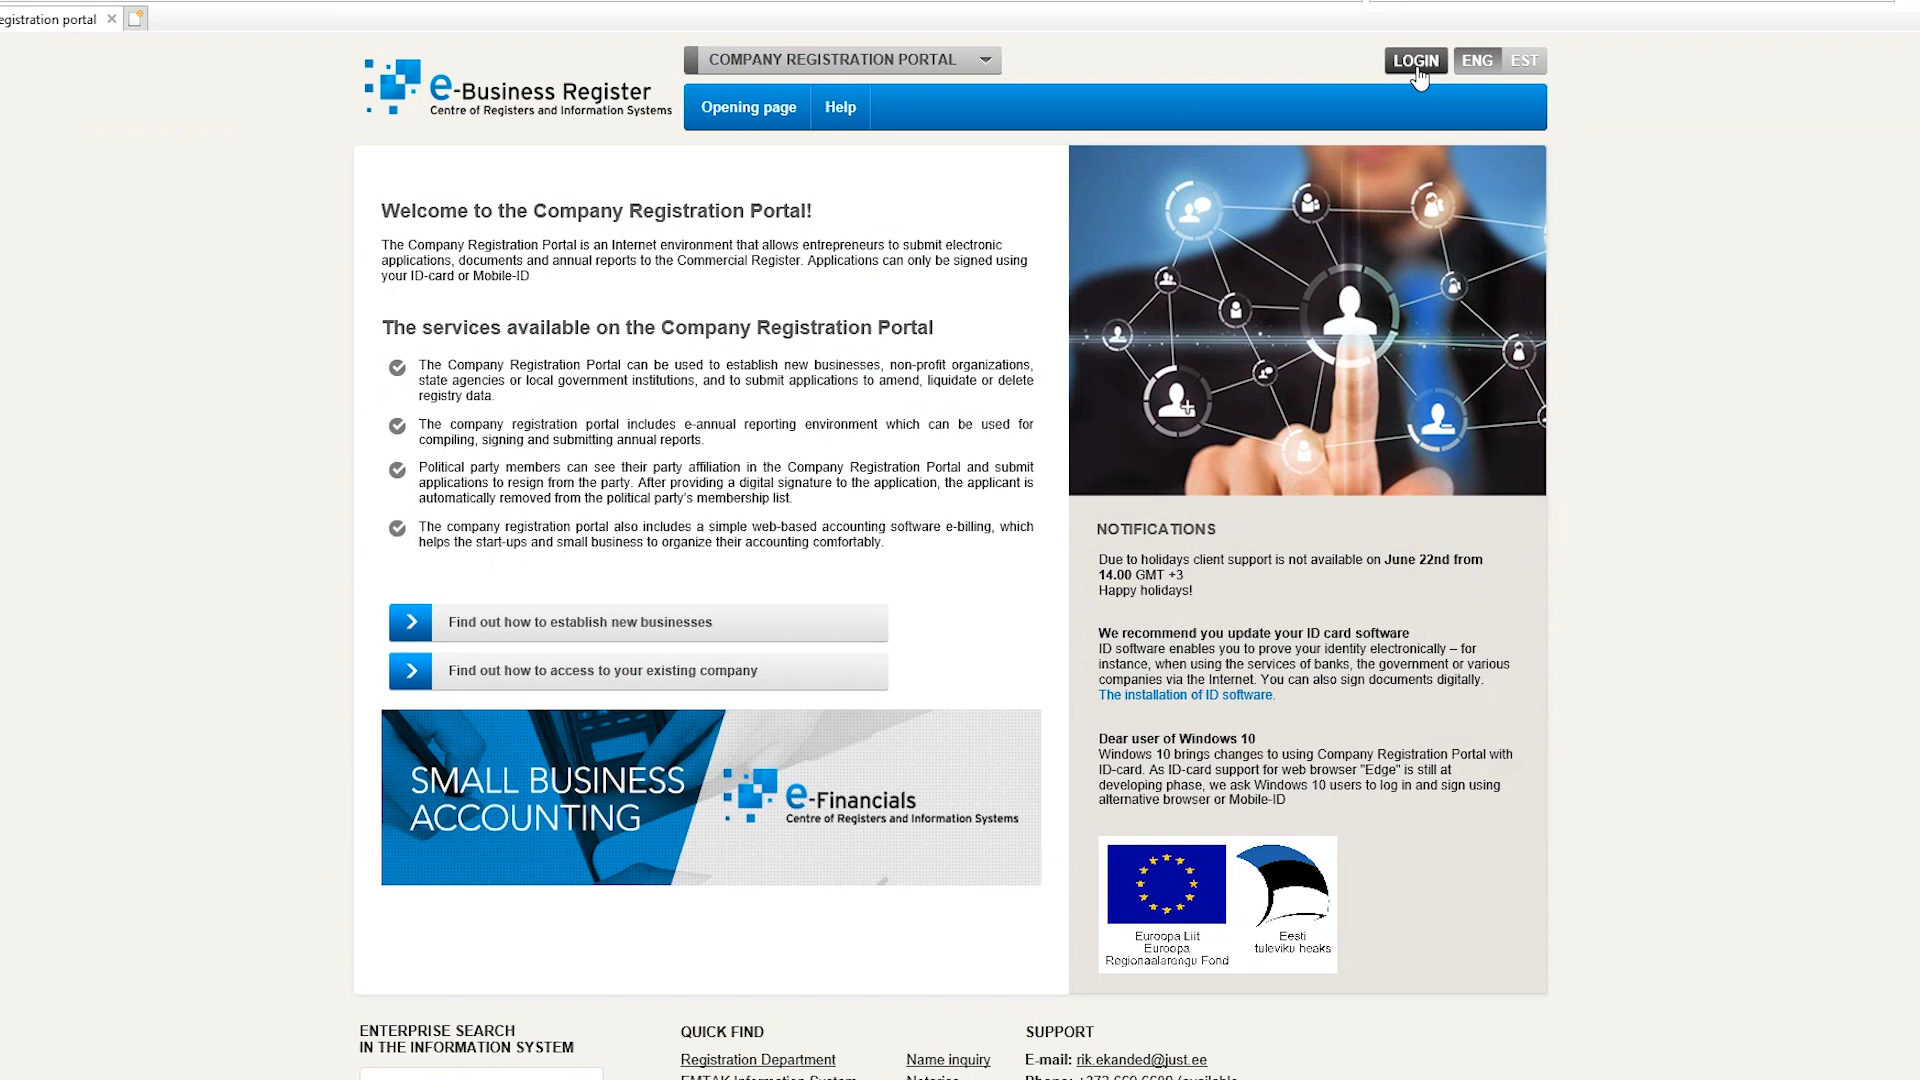 egistration portal
e-Business Register
Centre of Registers and Information Systems
COMPANY REGISTRATION PORTAL
LOGIN
ENG
EST
Opening page
Help
Welcome to the Company Registration Portal!
The Company Registration Portal is an Internet environment that allows entrepreneurs to submit electronic
applications, documents and annual reports to the Commercial Register. Applications can only be signed using
your ID-card or Mobile-ID
The services available on the Company Registration Portal
The Company Registration Portal can be used to establish new businesses, non-profit organizations,
state agencies or local government institutions, and to submit applications to amend, liquidate or delete
registry data.
The company registration portal includes e-annual reporting environment which can be used for
compiling, signing and submitting annual reports.
Political party members can see their party affiliation in the Company Registration Portal and submit
applications to resign from the party. After providing a digital signature to the application, the applicant is
automatically removed from the political party's membership list.
The company registration portal also includes a simple web-based accounting software e-billing, which
helps the start-ups and small business to organize their accounting comfortably.
Find out how to establish new businesses
Find out how to access to your existing company
SMALL BUSINESS
ACCOUNTING
e-Financials
Centre of Registers and Information Systems
NOTIFICATIONS
Due to holidays client support is not available on June 22nd from
14.00 GMT +3
Happy holidays!
We recommend you update your ID card software
ID software enables you to prove your identity electronically – for
instance, when using the services of banks, the government or various
companies via the Internet. You can also sign documents digitally.
The installation of ID software.
Dear user of Windows 10
Windows 10 brings changes to using Company Registration Portal with
ID-card. As ID-card support for web browser "Edge" is still at
developing phase, we ask Windows 10 users to log in and sign using
alternative browser or Mobile-ID
Euroopa Liit
Euroopa
Regionaalarengu Fond
Eesti
tuleviku heaks
ENTERPRISE SEARCH
IN THE INFORMATION SYSTEM
QUICK FIND
Registration Department
EMTAK Information System
Name inquiry
Notaries
SUPPORT
E-mail: rik.ekanded@just.ee
Phone: (available